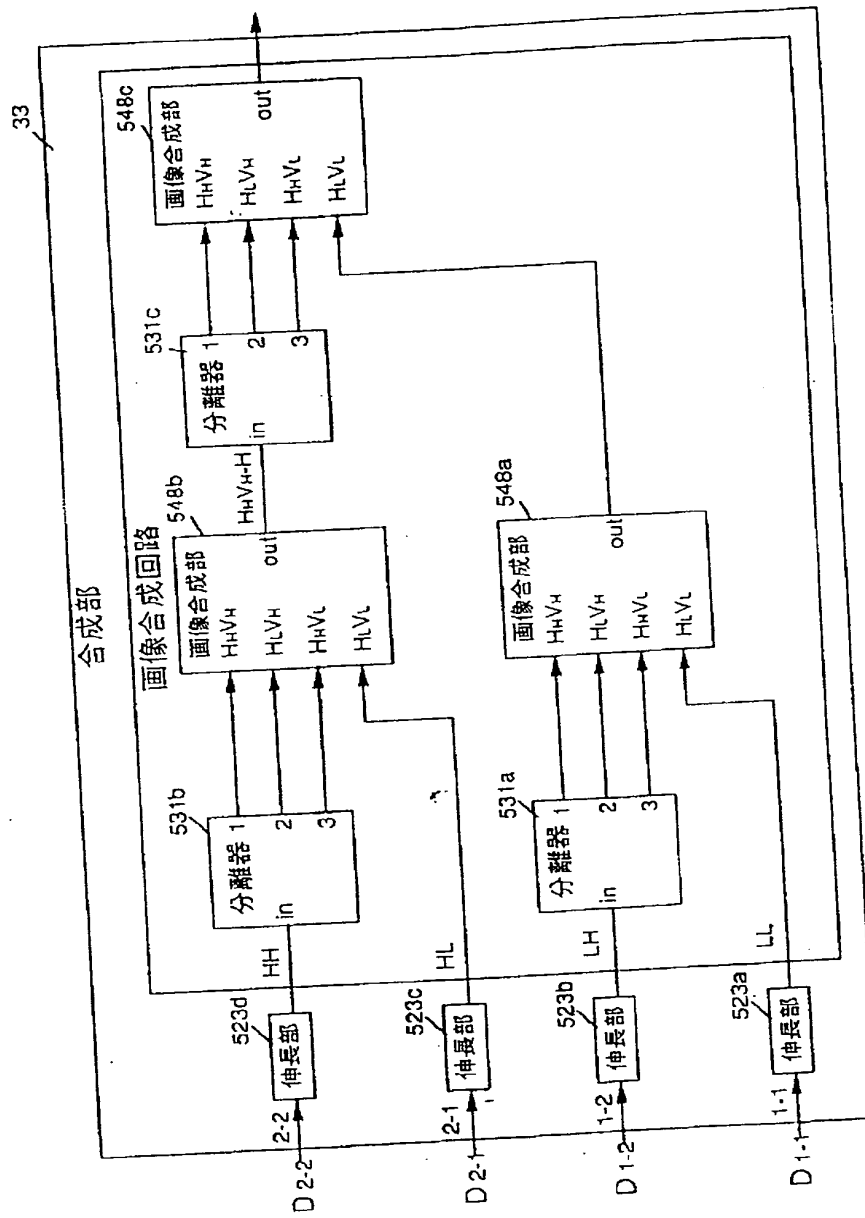 33
合成部
画像合成回路
548c
画像合成部
HHVH
HLVH
HHVL
HLVL
out
531c
分離器
in
1
2
3
HHVH-H
548b
画像合成部
HHVH
HLVH
HHVL
HLVL
out
531b
分離器
in
1
2
3
HH
523d
伸長部
2-2
D2-2
HL
523c
伸長部
2-1
D2-1
548a
画像合成部
HHVH
HLVH
HHVL
HLVL
out
531a
分離器
in
1
2
3
LH
523b
伸長部
1-2
D1-2
LL
523a
伸長部
1-1
D1-1